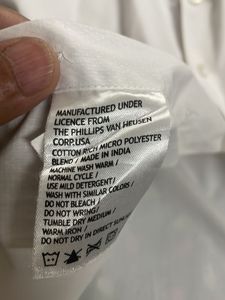 MANUFACTURED UNDER
LICENCE FROM
THE PHILLIPS VAN HEUSEN
CORP.USA
COTTON RICH MICRO POLYESTER
BLEND / MADE IN INDIA
MACHINE WASH WARM /
NORMAL CYCLE /
USE MILD DETERGENT/
WASH WITH SIMILAR COLORS /
DO NOT BLEACH/
DO NOT WRING/
TUMBLE DRY MEDIUM /
WARM IRON /
DO NOT DRY IN DIRECT SUN